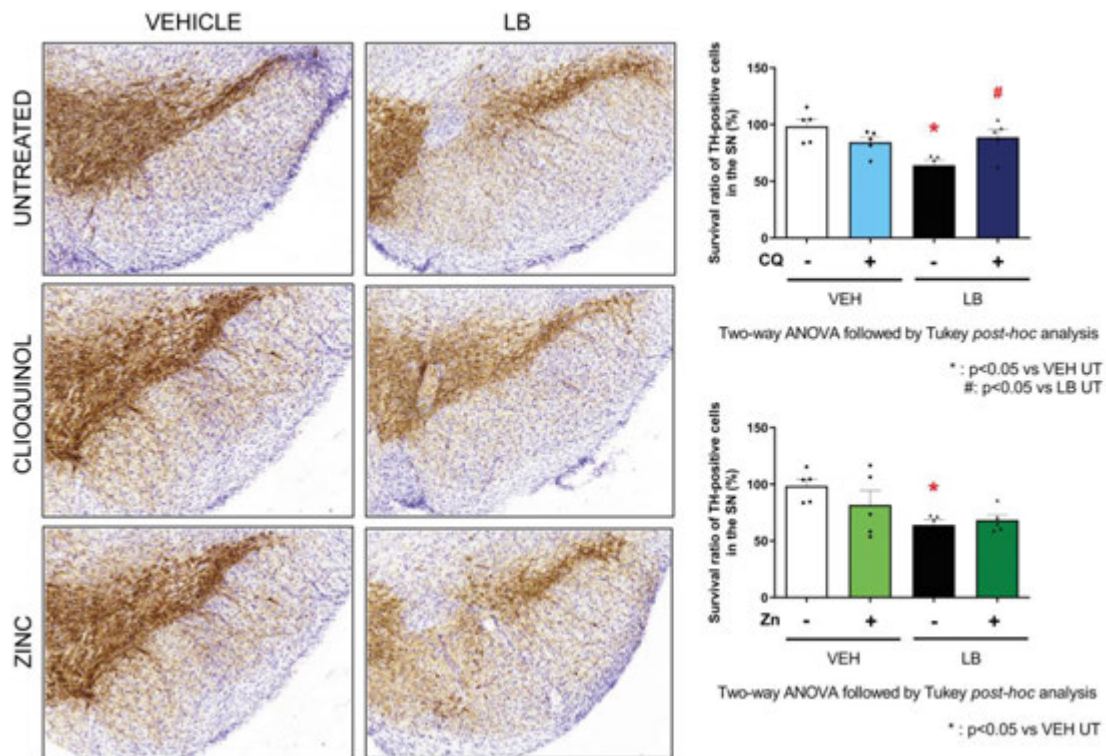 VEHICLE
LB
UNTREATED
CLIOQUINOL
ZINC
Survival ratio of TH-positive cells
in the SN (%)
150
100
50
0
*
#
CQ - + - +
VEH LB
Two-way ANOVA followed by Tukey post-hoc analysis
* : p<0.05 vs VEH UT
#: p<0.05 vs LB UT
Survival ratio of TH-positive cells
in the SN (%)
150
100
50
0
*
Zn - + - +
VEH LB
Two-way ANOVA followed by Tukey post-hoc analysis
* : p<0.05 vs VEH UT